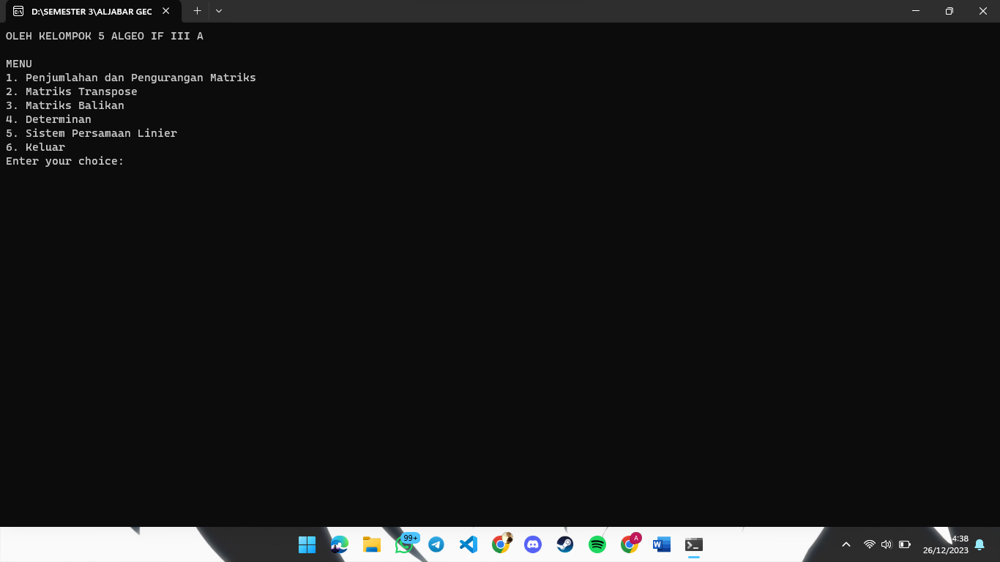 D:\SEMESTER 3\ALJABAR GEC
OLEH KELOMPOK 5 ALGEO IF III A
MENU
1. Penjumlahan dan Pengurangan Matriks
2. Matriks Transpose
3. Matriks Balikan
4. Determinan
5. Sistem Persamaan Linier
6. Keluar
Enter your choice:
99+
A
W
4:38
26/12/2023